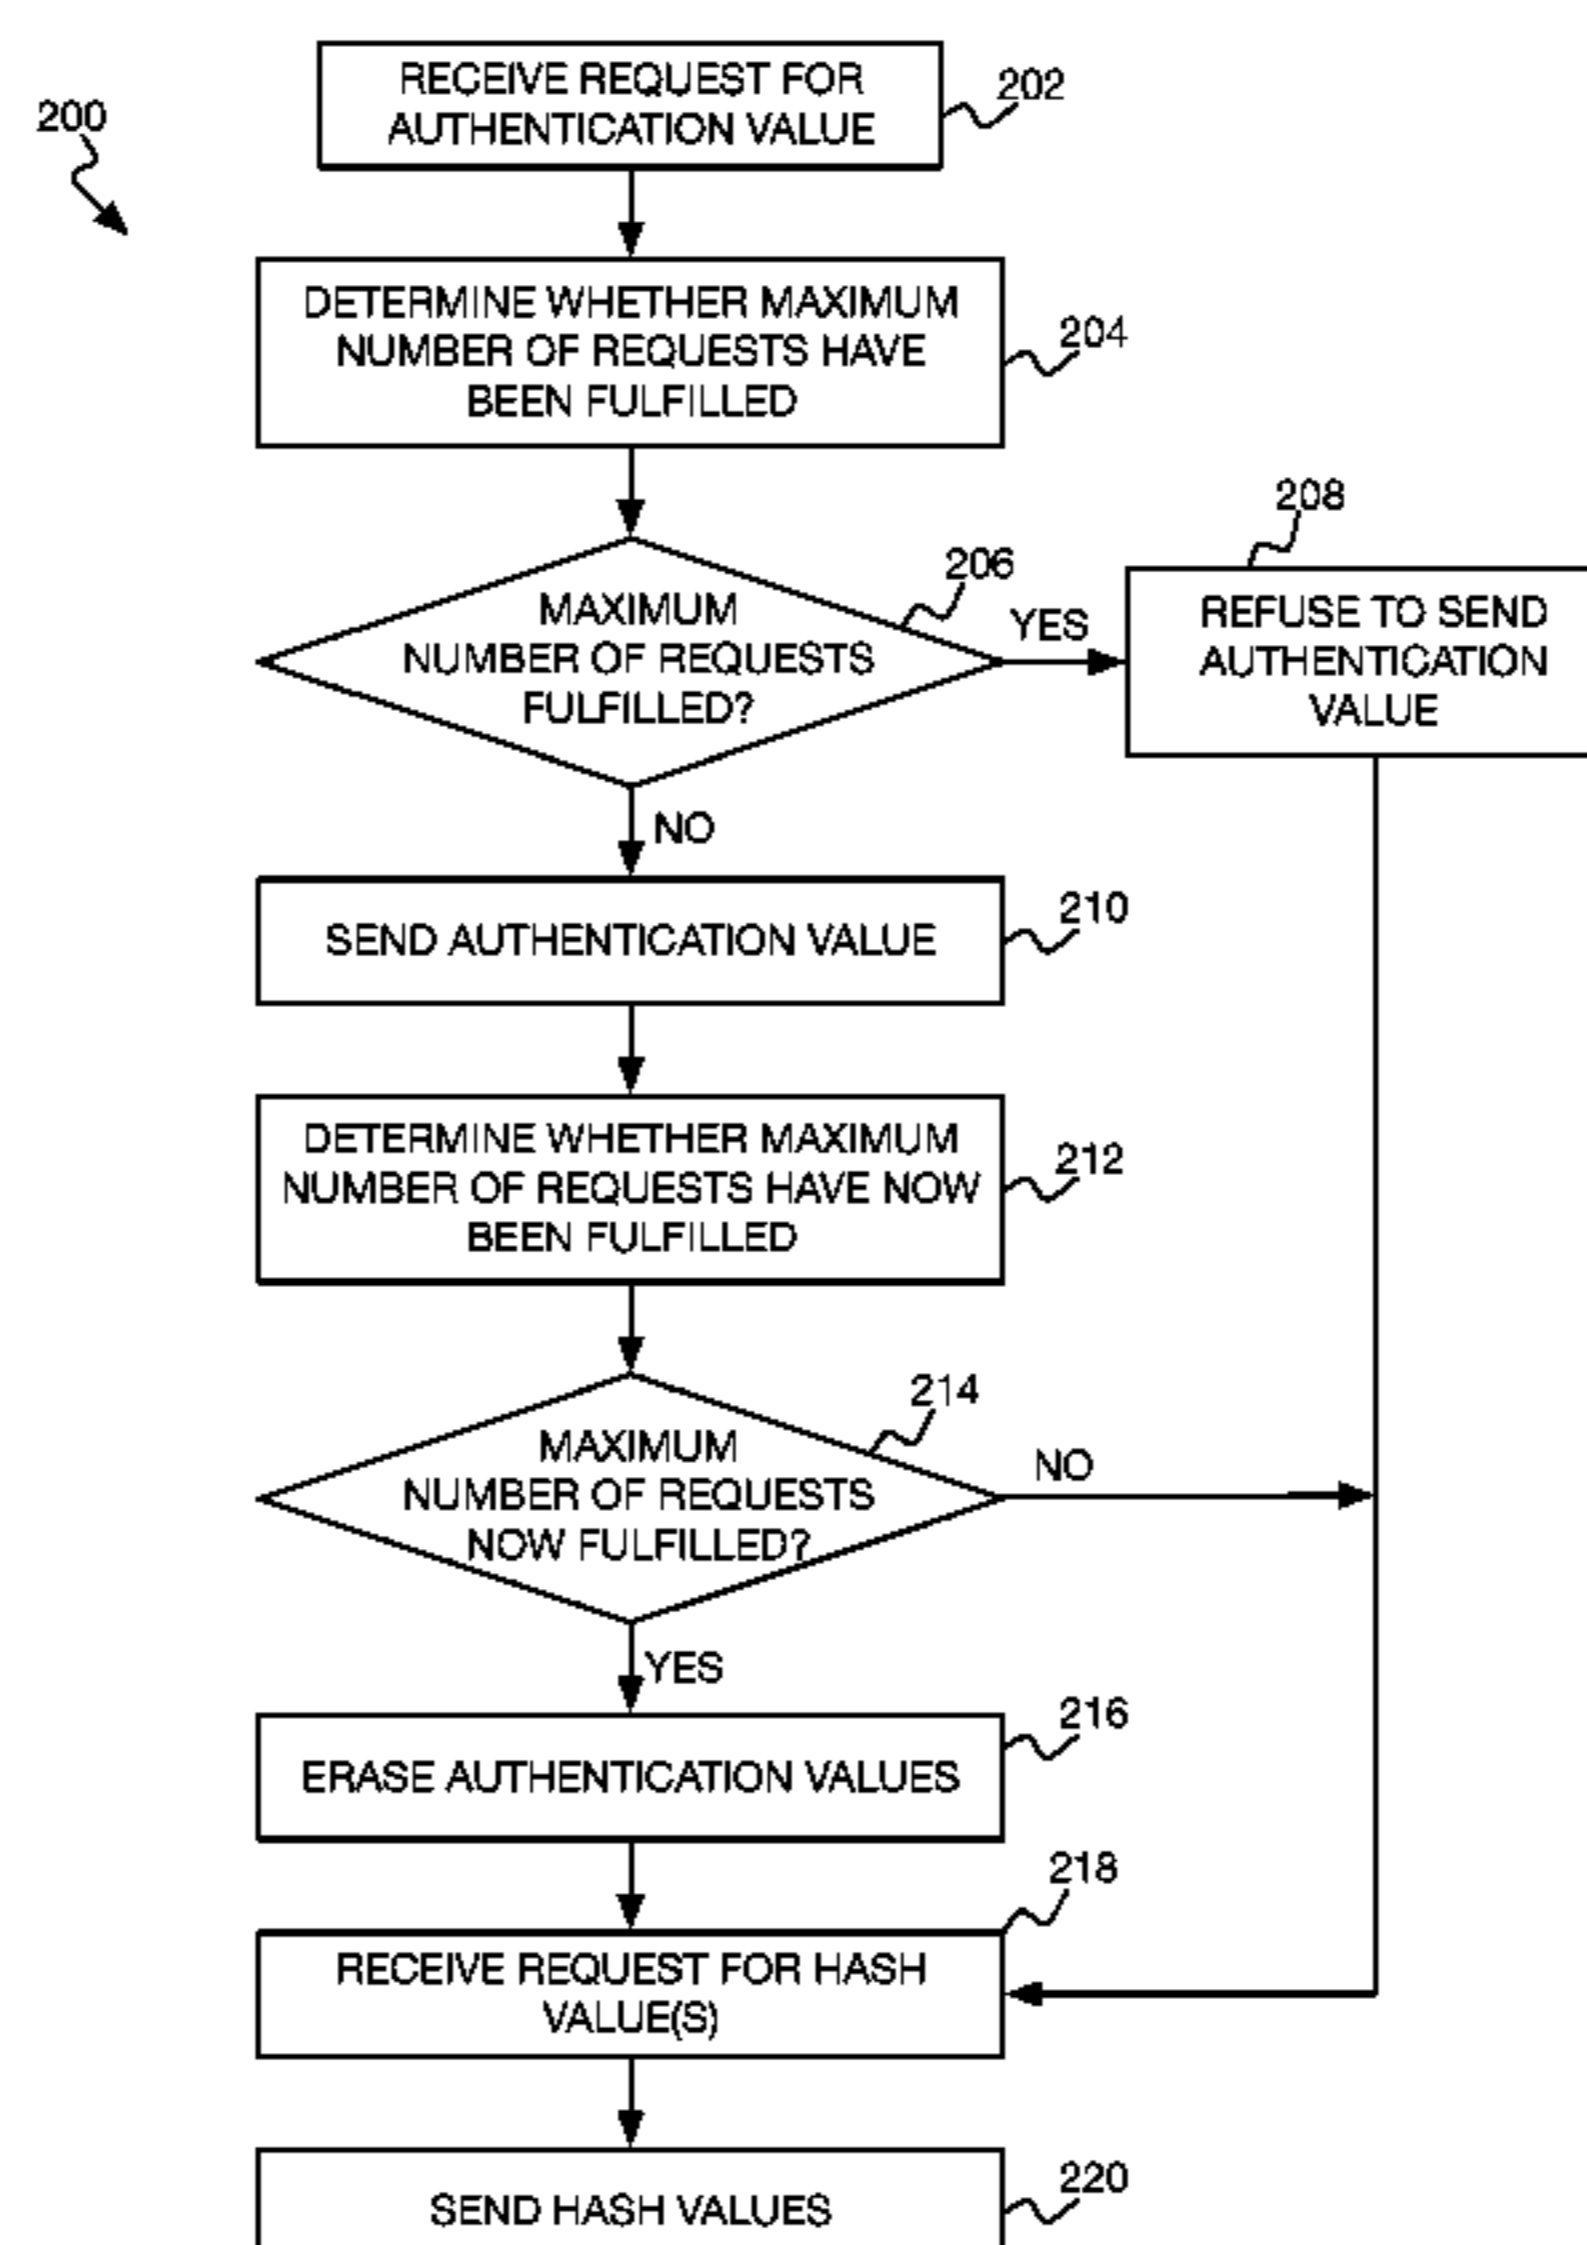 200
RECEIVE REQUEST FOR
AUTHENTICATION VALUE
202
DETERMINE WHETHER MAXIMUM
NUMBER OF REQUESTS HAVE
BEEN FULFILLED
204
MAXIMUM
NUMBER OF REQUESTS
FULFILLED?
206
YES
208
REFUSE TO SEND
AUTHENTICATION
VALUE
NO
SEND AUTHENTICATION VALUE
210
DETERMINE WHETHER MAXIMUM
NUMBER OF REQUESTS HAVE NOW
BEEN FULFILLED
212
MAXIMUM
NUMBER OF REQUESTS
NOW FULFILLED?
214
NO
YES
ERASE AUTHENTICATION VALUES
216
RECEIVE REQUEST FOR HASH
VALUE(S)
218
SEND HASH VALUES
220